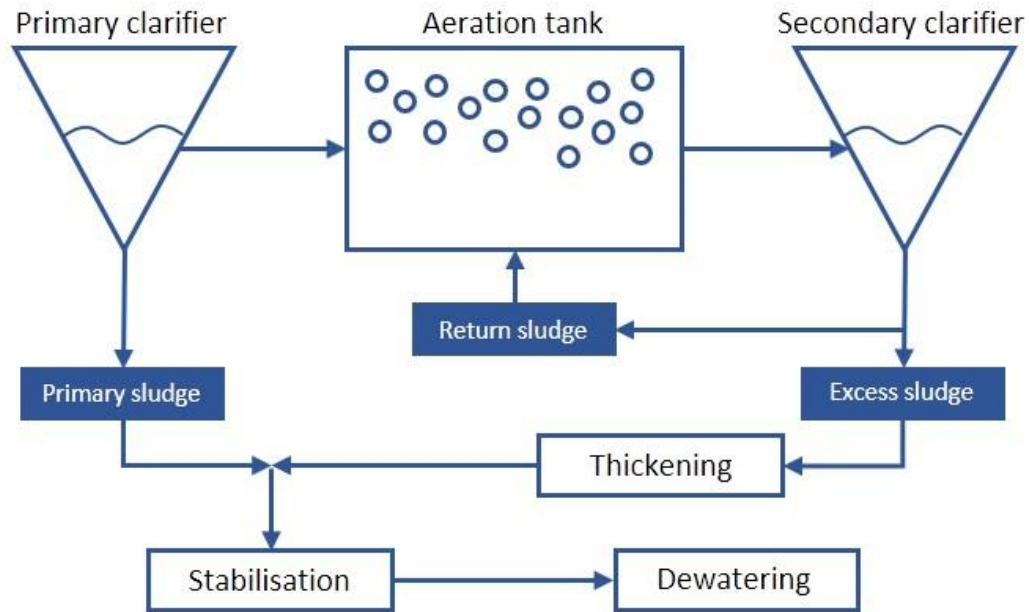 Primary clarifier
Aeration tank
Secondary clarifier
Return sludge
Primary sludge
Excess sludge
Thickening
Stabilisation
Dewatering